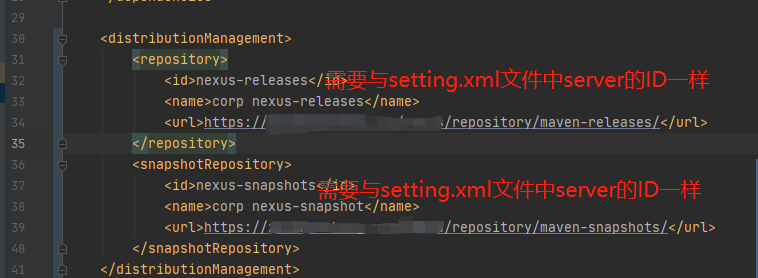 28
29
30 <distributionManagement>
31 <repository>
32 <id>nexus-releases</id> 需要与setting.xml文件中server的ID一样
33 <name>corp nexus-releases</name>
34 <url>https:// /repository/maven-releases/</url>
35 </repository>
36 <snapshotRepository>
37 <id>nexus-snapshots</id> 需要与setting.xml文件中server的ID一样
38 <name>corp nexus-snapshot</name>
39 <url>https:// /repository/maven-snapshots/</url>
40 </snapshotRepository>
41 </distributionManagement>